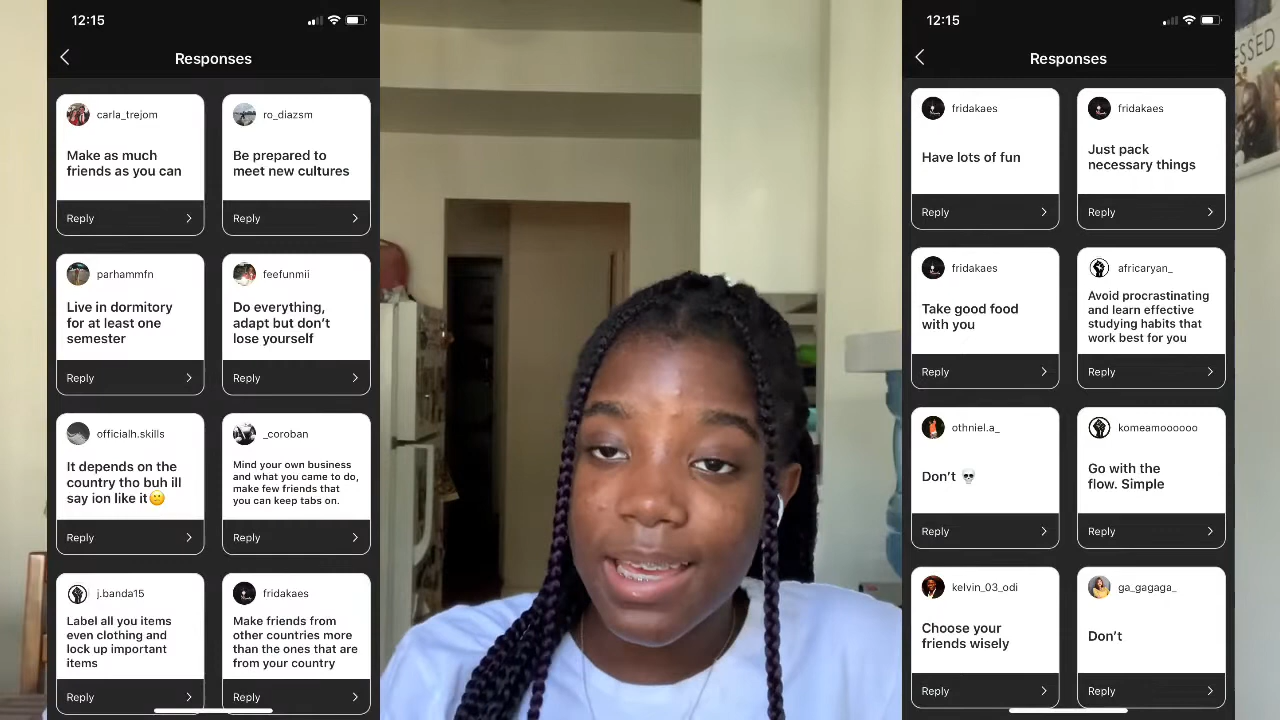 12:15
Responses
carla_trejom
Make as much
friends as you can
Reply
ro_diazsm
Be prepared to
meet new cultures
Reply
parhammfn
Live in dormitory
for at least one
semester
Reply
feefunmii
Do everything,
adapt but don't
lose yourself
Reply
officialh.skills
It depends on the
country tho buh ill
say ion like it🙁
Reply
_coroban
Mind your own business
and what you came to do,
make few friends that
you can keep tabs on.
Reply
j.banda15
Label all you items
even clothing and
lock up important
items
Reply
fridakaes
Make friends from
other countries more
than the ones that are
from your country
Reply
12:15
Responses
fridakaes
Have lots of fun
Reply
fridakaes
Just pack
necessary things
Reply
fridakaes
Take good food
with you
Reply
africaryan_
Avoid procrastinating
and learn effective
studying habits that
work best for you
Reply
othniel.a_
Don't 💀
Reply
komeamoooooo
Go with the
flow. Simple
Reply
kelvin_03_odi
Choose your
friends wisely
Reply
ga_gagaga_
Don't
Reply